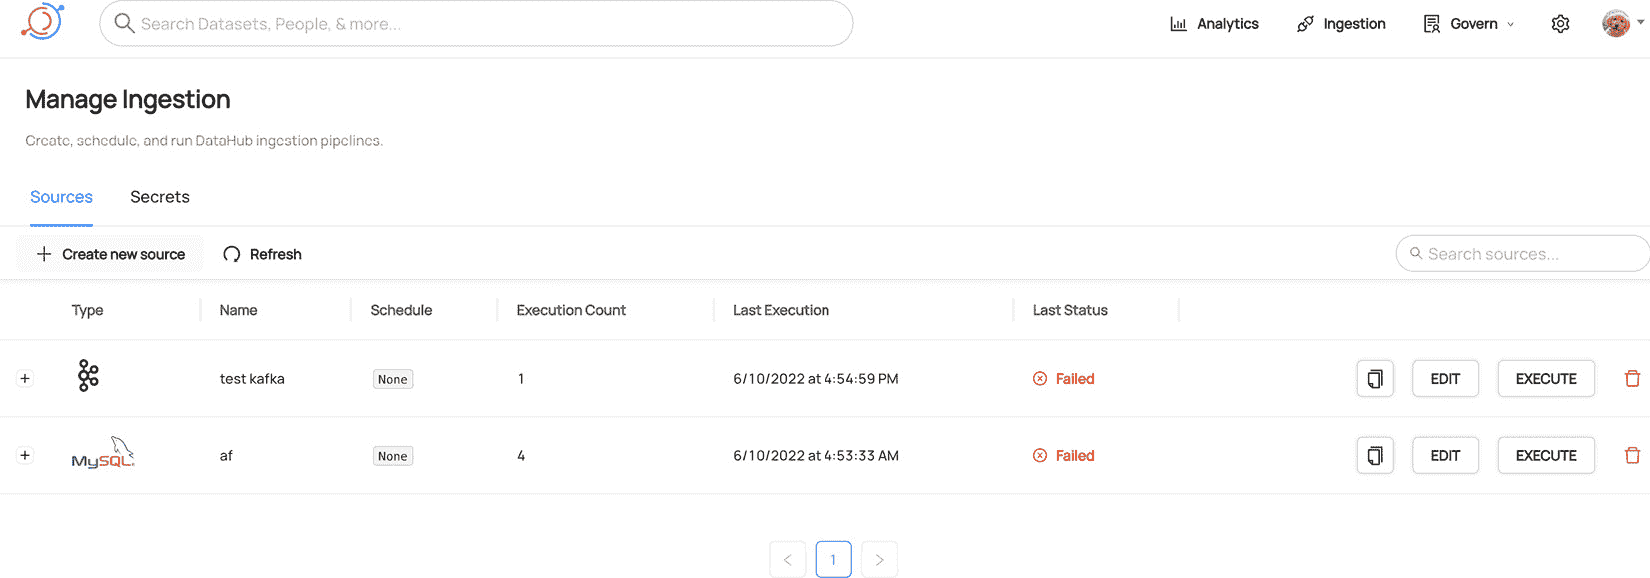 Search Datasets, People, & more... Analytics Ingestion Govern
Manage Ingestion
Create, schedule, and run DataHub ingestion pipelines.
Sources Secrets
Create new source Refresh Search sources...
Type Name Schedule Execution Count Last Execution Last Status
test kafka None 1 6/10/2022 at 4:54:59 PM Failed EDIT EXECUTE
MySQL. af None 4 6/10/2022 at 4:53:33 AM Failed EDIT EXECUTE
< 1 >